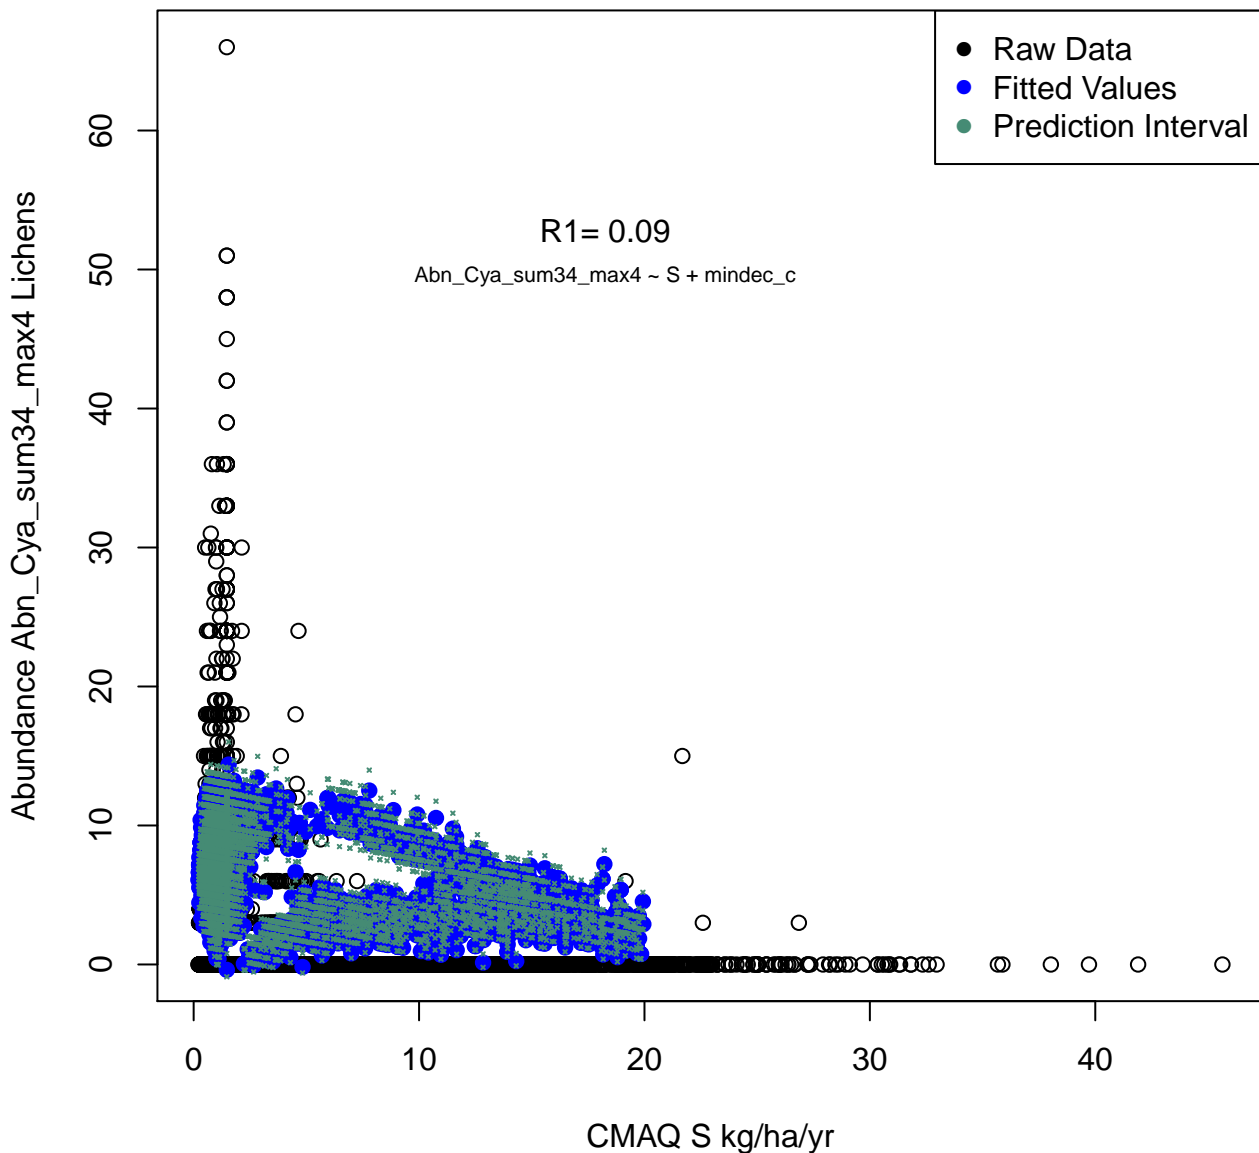 Raw Data
Fitted Values
Prediction Interval
R1= 0.09
Abn_Cya_sum34_max4 ~ S + mindec_c
Abundance Abn_Cya_sum34_max4 Lichens
60
50
40
30
20
10
0
0 10 20 30 40
CMAQ S kg/ha/yr